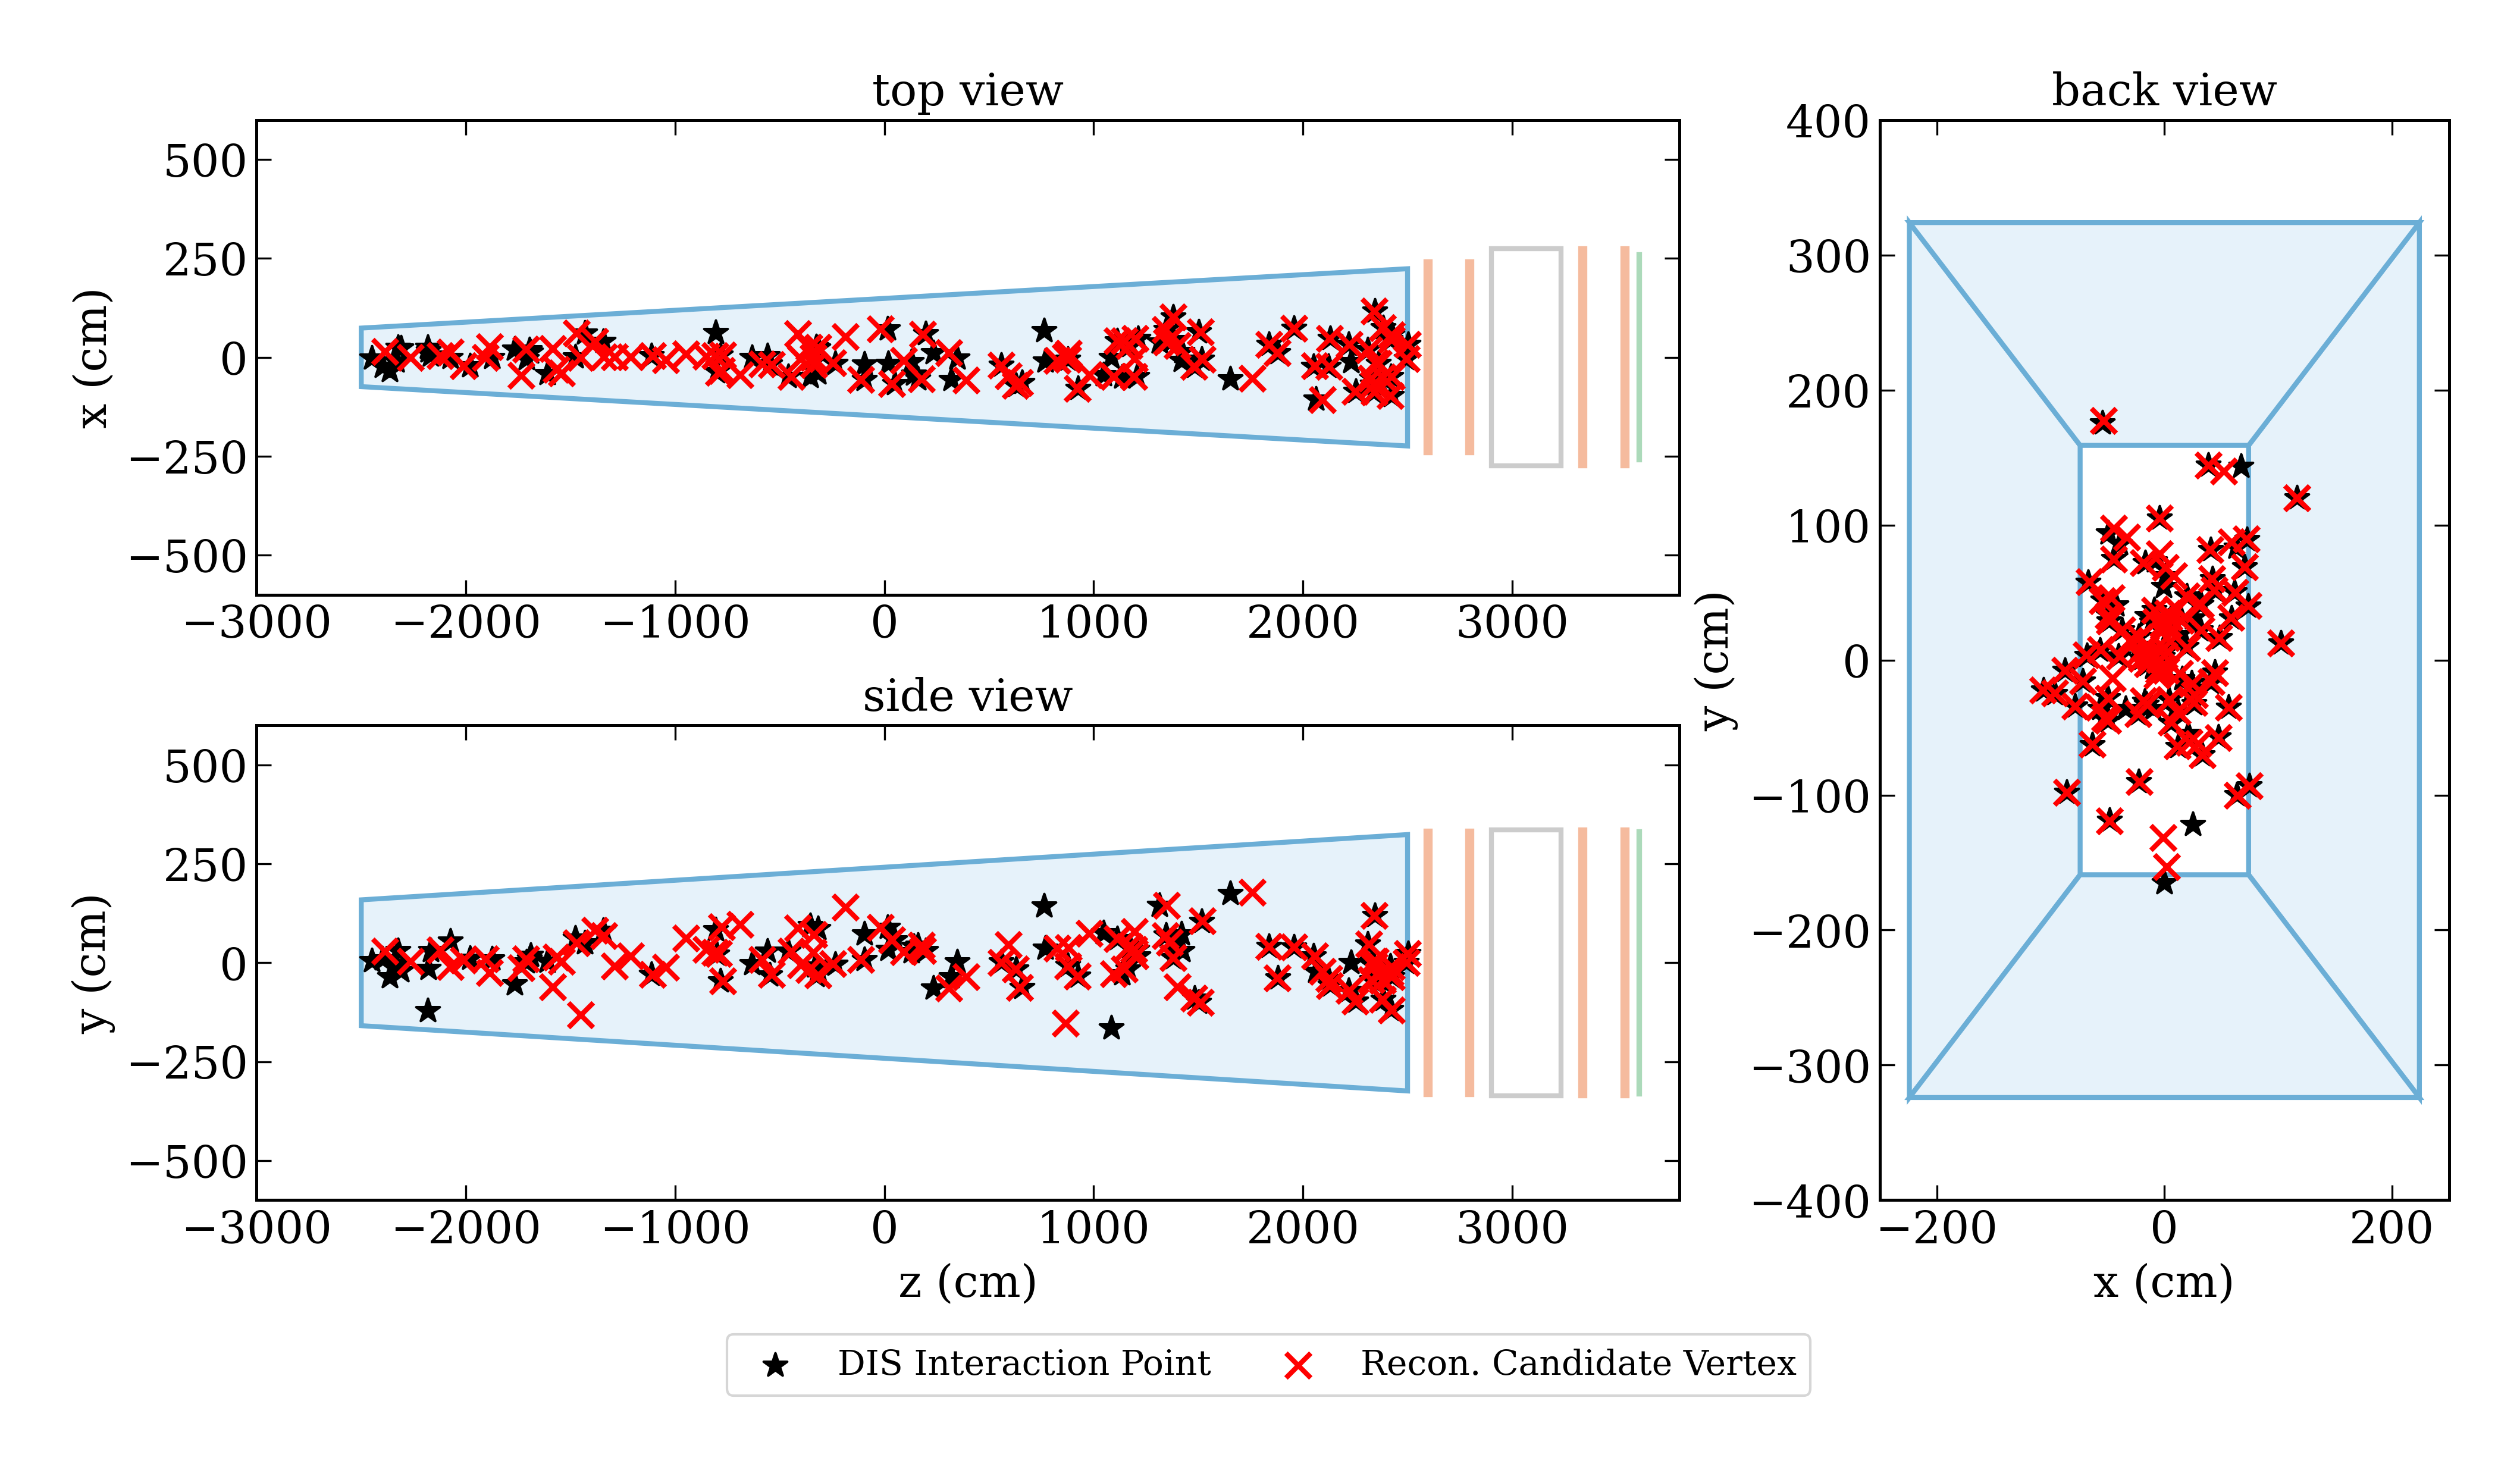 top view
500
250
0
−250
−500
x (cm)
−3000 −2000 −1000 0 1000 2000 3000
side view
500
250
0
−250
−500
y (cm)
−3000 −2000 −1000 0 1000 2000 3000
z (cm)
back view
400
300
200
100
0
−100
−200
−300
−400
y (cm)
−200 0 200
x (cm)
DIS Interaction Point Recon. Candidate Vertex